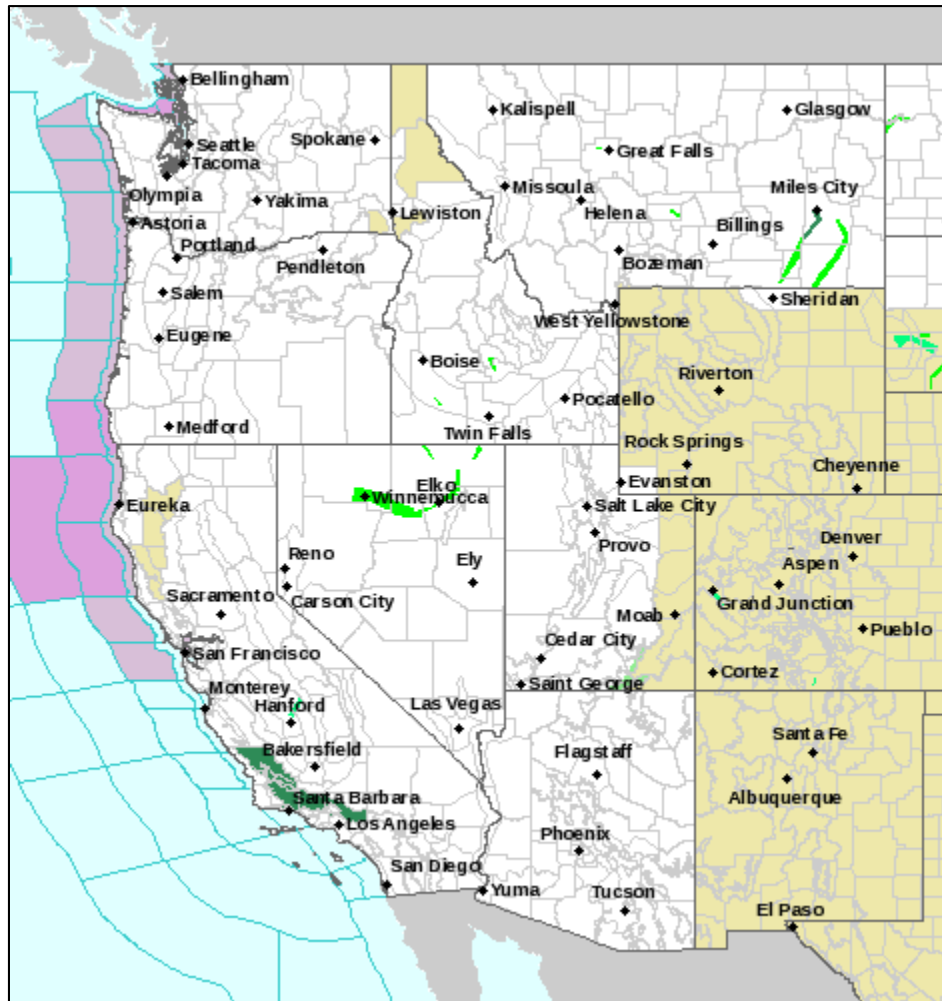 Bellingham
Kalispell
Glasgow
Spokane
Seattle
Great Falls
Tacoma
Missoula
Miles City
Olympia
Yakima
Lewiston
Helena
Astoria
Billings
Portland
Pendleton
Bozeman
Salem
Sheridan
West Yellowstone
Eugene
Boise
Riverton
Pocatello
Medford
Twin Falls
Rock Springs
Cheyenne
Elko
Winnemucca
Evanston
Eureka
Salt Lake City
Provo
Denver
Reno
Ely
Aspen
Sacramento
Carson City
Grand Junction
Moab
Pueblo
Cedar City
San Francisco
Cortez
Monterey
Saint George
Hanford
Las Vegas
Bakersfield
Flagstaff
Santa Fe
Albuquerque
Santa Barbara
Los Angeles
Phoenix
San Diego
Yuma
Tucson
El Paso